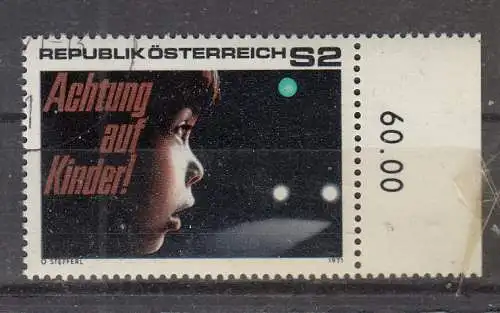 REPUBLIK ÖSTERREICH S2
Achtung
auf
Kinder!
O STEFFERL
1971
60.00